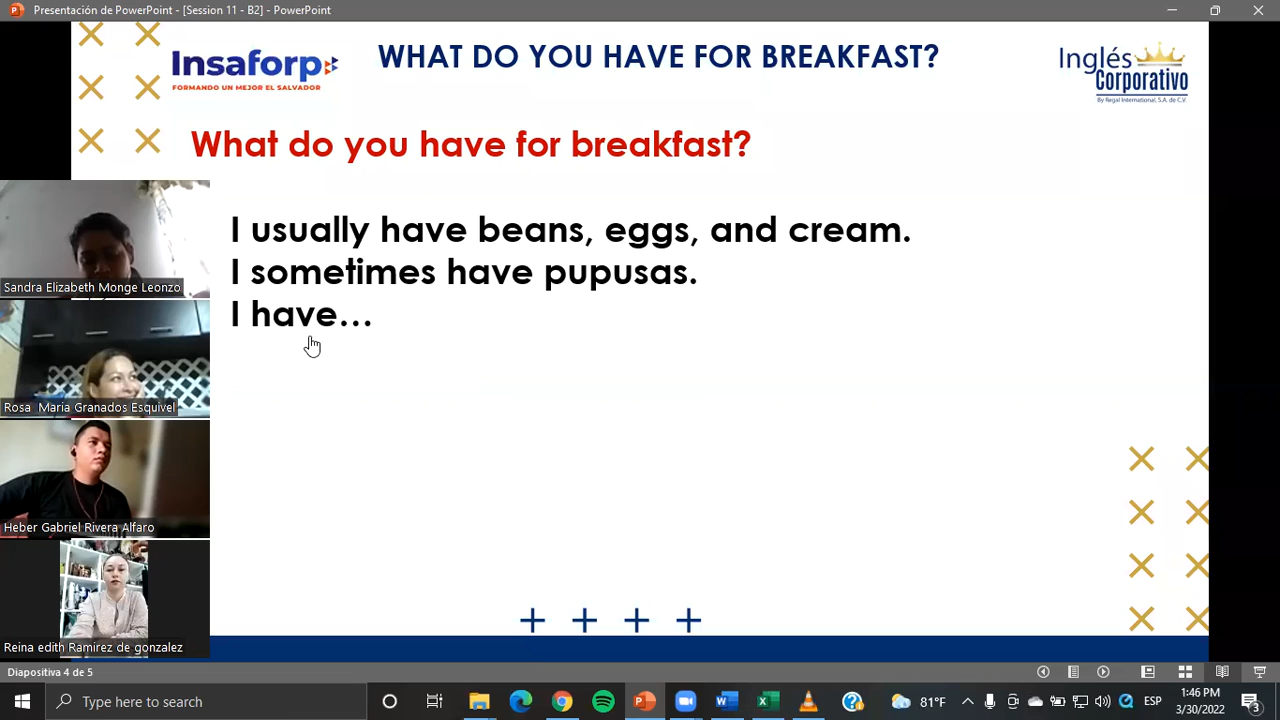 Presentación de PowerPoint - [Session 11 - B2] - PowerPoint
Insaforp
FORMANDO UN MEJOR EL SALVADOR
WHAT DO YOU HAVE FOR BREAKFAST?
Inglés
Corporativo
By Regal International, S.A. de C.V.
What do you have for breakfast?
I usually have beans, eggs, and cream.
I sometimes have pupusas.
I have...
Sandra Elizabeth Monge Leonzo
Rosa Maria Granados Esquivel
Heber Gabriel Rivera Alfaro
Reina edith Ramirez de gonzalez
Diapositiva 4 de 5
Type here to search
81°F
ESP
1:46 PM
3/30/2022
3